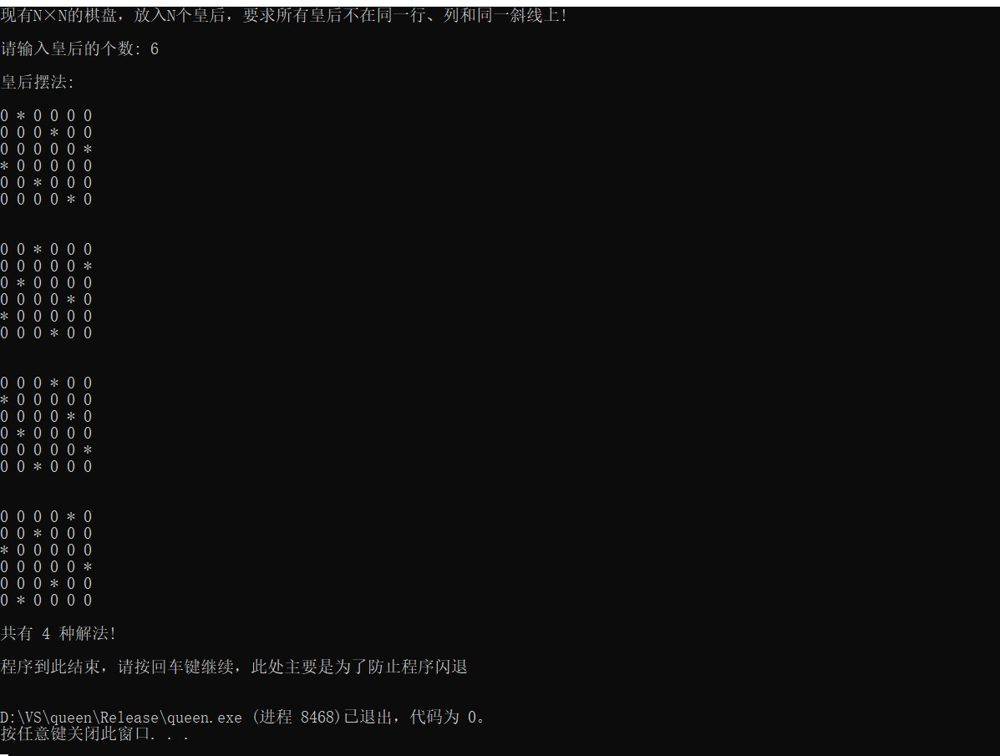 现有N×N的棋盘，放入N个皇后，要求所有皇后不在同一行、列和同一斜线上!
请输入皇后的个数: 6
皇后摆法:
0 * 0 0 0 0
0 0 0 * 0 0
0 0 0 0 0 *
* 0 0 0 0 0
0 0 * 0 0 0
0 0 0 0 * 0
0 0 * 0 0 0
0 0 0 0 0 *
0 * 0 0 0 0
0 0 0 0 * 0
* 0 0 0 0 0
0 0 0 * 0 0
0 0 0 * 0 0
* 0 0 0 0 0
0 0 0 0 * 0
0 * 0 0 0 0
0 0 0 0 0 *
0 0 * 0 0 0
0 0 0 0 * 0
0 0 * 0 0 0
* 0 0 0 0 0
0 0 0 0 0 *
0 0 0 * 0 0
0 * 0 0 0 0
共有 4 种解法!
程序到此结束，请按回车键继续，此处主要是为了防止程序闪退
D:\VS\queen\Release\queen.exe (进程 8468)已退出，代码为 0。
按任意键关闭此窗口. . .